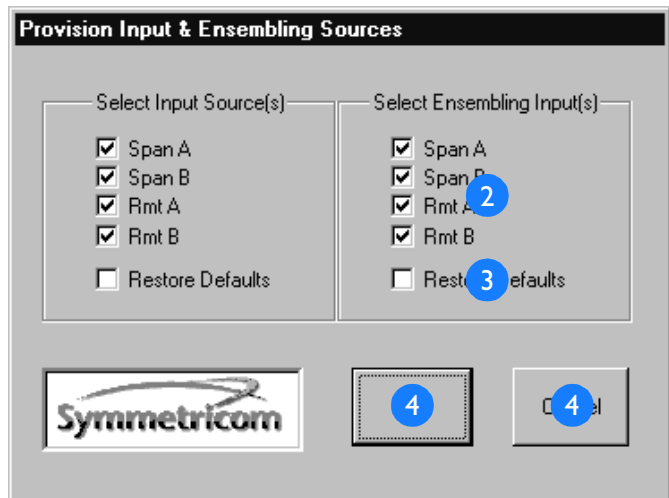 Provision Input & Ensembling Sources
Select Input Source(s)
Span A
Span B
Rmt A
Rmt B
Restore Defaults
Select Ensembling Input(s)
Span A
Span
2
Rmt
Rmt B
3
Symmetricom
4
4